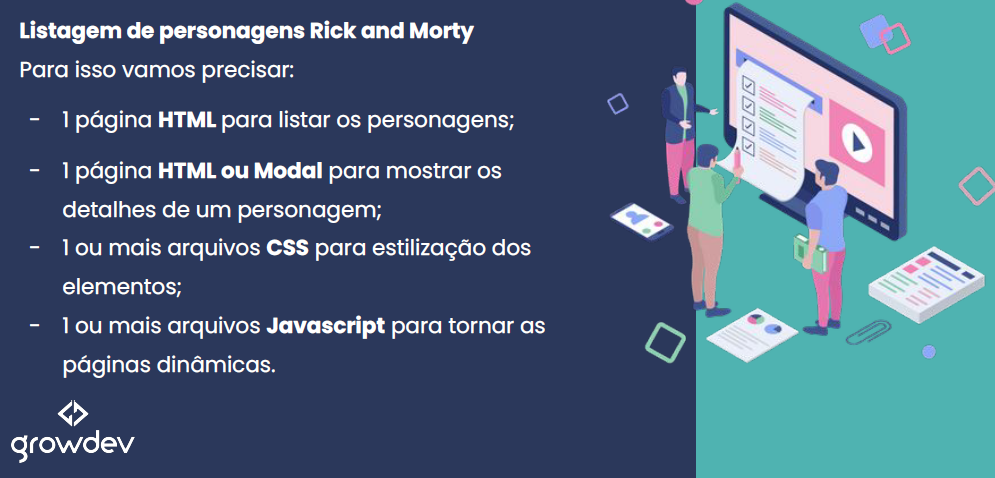 Listagem de personagens Rick and Morty
Para isso vamos precisar:
- 1 página HTML para listar os personagens;
- 1 página HTML ou Modal para mostrar os
detalhes de um personagem;
- 1 ou mais arquivos CSS para estilização dos
elementos;
- 1 ou mais arquivos Javascript para tornar as
páginas dinâmicas.
growdev